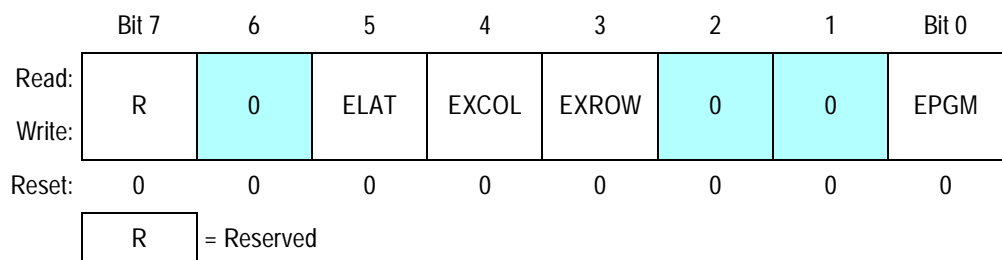 Bit 7 6 5 4 3 2 1 Bit 0
Read:
R 0 ELAT EXCOL EXROW 0 0 EPGM
Write:
Reset: 0 0 0 0 0 0 0 0
R = Reserved